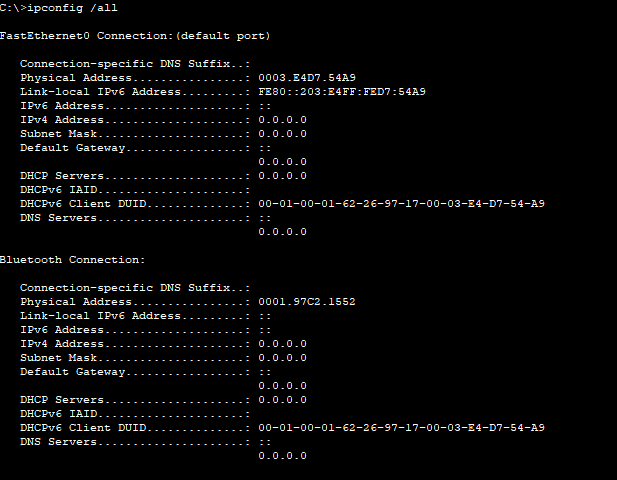 C:\>ipconfig /all
FastEthernet0 Connection:(default port)
Connection-specific DNS Suffix..:
Physical Address................: 0003.E4D7.54A9
Link-local IPv6 Address.........: FE80::203:E4FF:FED7:54A9
IPv6 Address....................: ::
IPv4 Address....................: 0.0.0.0
Subnet Mask.....................: 0.0.0.0
Default Gateway.................: ::
0.0.0.0
DHCP Servers....................: 0.0.0.0
DHCPv6 IAID.....................:
DHCPv6 Client DUID..............: 00-01-00-01-62-26-97-17-00-03-E4-D7-54-A9
DNS Servers.....................: ::
0.0.0.0
Bluetooth Connection:
Connection-specific DNS Suffix..:
Physical Address................: 0001.97C2.1552
Link-local IPv6 Address.........: ::
IPv6 Address....................: ::
IPv4 Address....................: 0.0.0.0
Subnet Mask.....................: 0.0.0.0
Default Gateway.................: ::
0.0.0.0
DHCP Servers....................: 0.0.0.0
DHCPv6 IAID.....................:
DHCPv6 Client DUID..............: 00-01-00-01-62-26-97-17-00-03-E4-D7-54-A9
DNS Servers.....................: ::
0.0.0.0